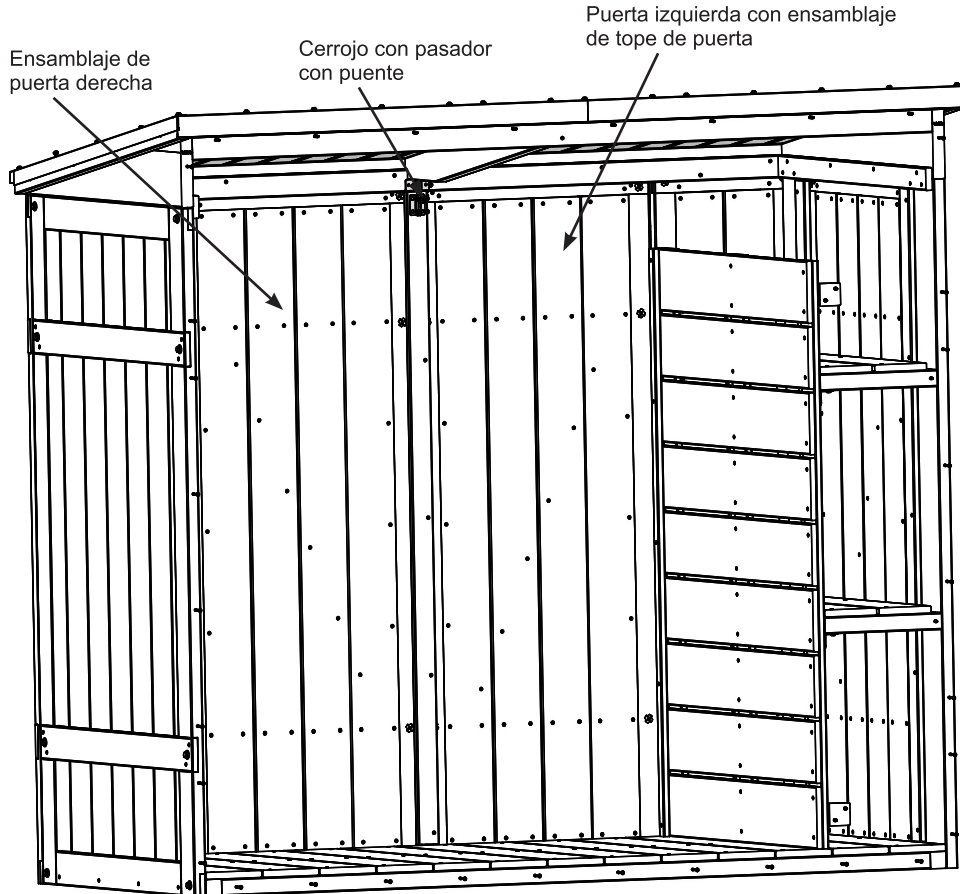 Ensamblaje de
puerta derecha
Cerrojo con pasador
con puente
Puerta izquierda con ensamblaje
de tope de puerta